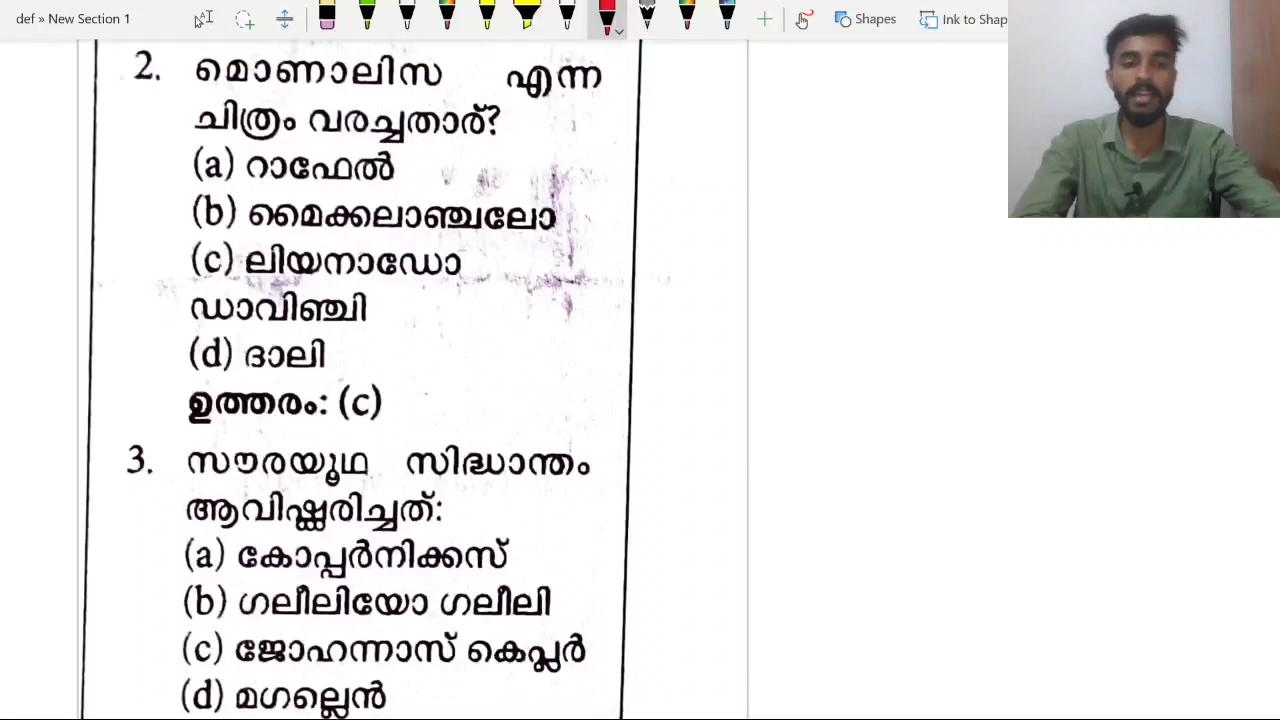 def » New Section 1
Shapes
Ink to Shap
2. മൊണാലിസ എന്ന
ചിത്രം വരച്ചതാര്?
(a) റാഫേൽ
(b) മൈക്കലാഞ്ചലോ
(c) ലിയനാഡോ
ഡാവിഞ്ചി
(d) ദാലി
ഉത്തരം: (c)
3. സൗരയൂഥ സിദ്ധാന്തം
ആവിഷ്കരിച്ചത്:
(a) കോപ്പർനിക്കസ്
(b) ഗലീലിയോ ഗലീലി
(c) ജോഹന്നാസ് കെപ്ലർ
(d) മഗല്ലെൻ